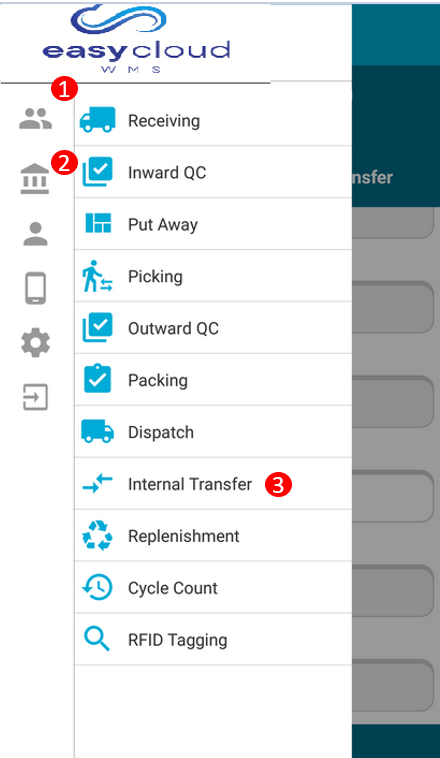 easycloud
WMS
1
Receiving
2
Inward QC
nsfer
Put Away
Picking
Outward QC
Packing
Dispatch
Internal Transfer 3
Replenishment
Cycle Count
RFID Tagging